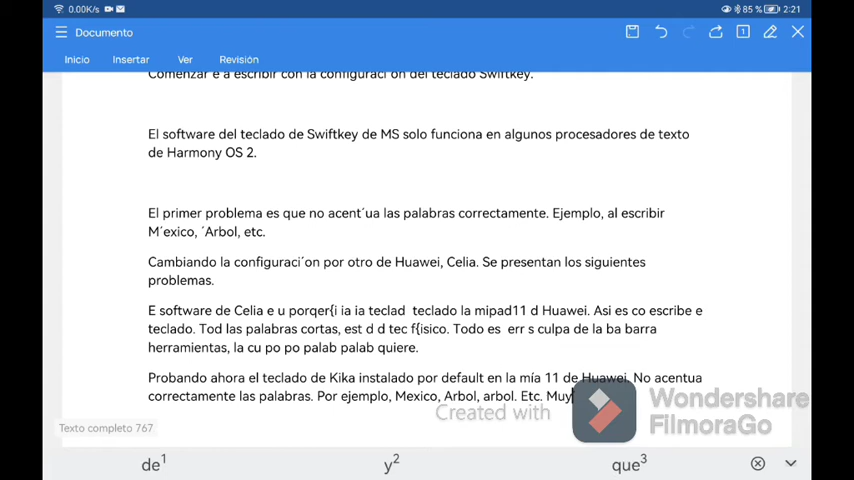 0.00K/s 85 % 2:21
Documento 1
Inicio Insertar Ver Revisión
Comenzar´e a escribir con la configuraci´on del teclado Swiftkey.
El software del teclado de Swiftkey de MS solo funciona en algunos procesadores de texto
de Harmony OS 2.
El primer problema es que no acent´ua las palabras correctamente. Ejemplo, al escribir
M´exico, ´Arbol, etc.
Cambiando la configuraci´on por otro de Huawei, Celia. Se presentan los siguientes
problemas.
E software de Celia e u porqer{i ia ia teclad teclado la mipad11 d Huawei. Asi es co escribe e
teclado. Tod las palabras cortas, est d d tec f{isico. Todo es err s culpa de la ba barra
herramientas, la cu po po palab palab quiere.
Probando ahora el teclado de Kika instalado por default en la mía 11 de Huawei. No acentua
correctamente las palabras. Por ejemplo, Mexico, Arbol, arbol. Etc. Muy
Created with Wondershare
FilmoraGo
Texto completo 767
de1 y2 que3